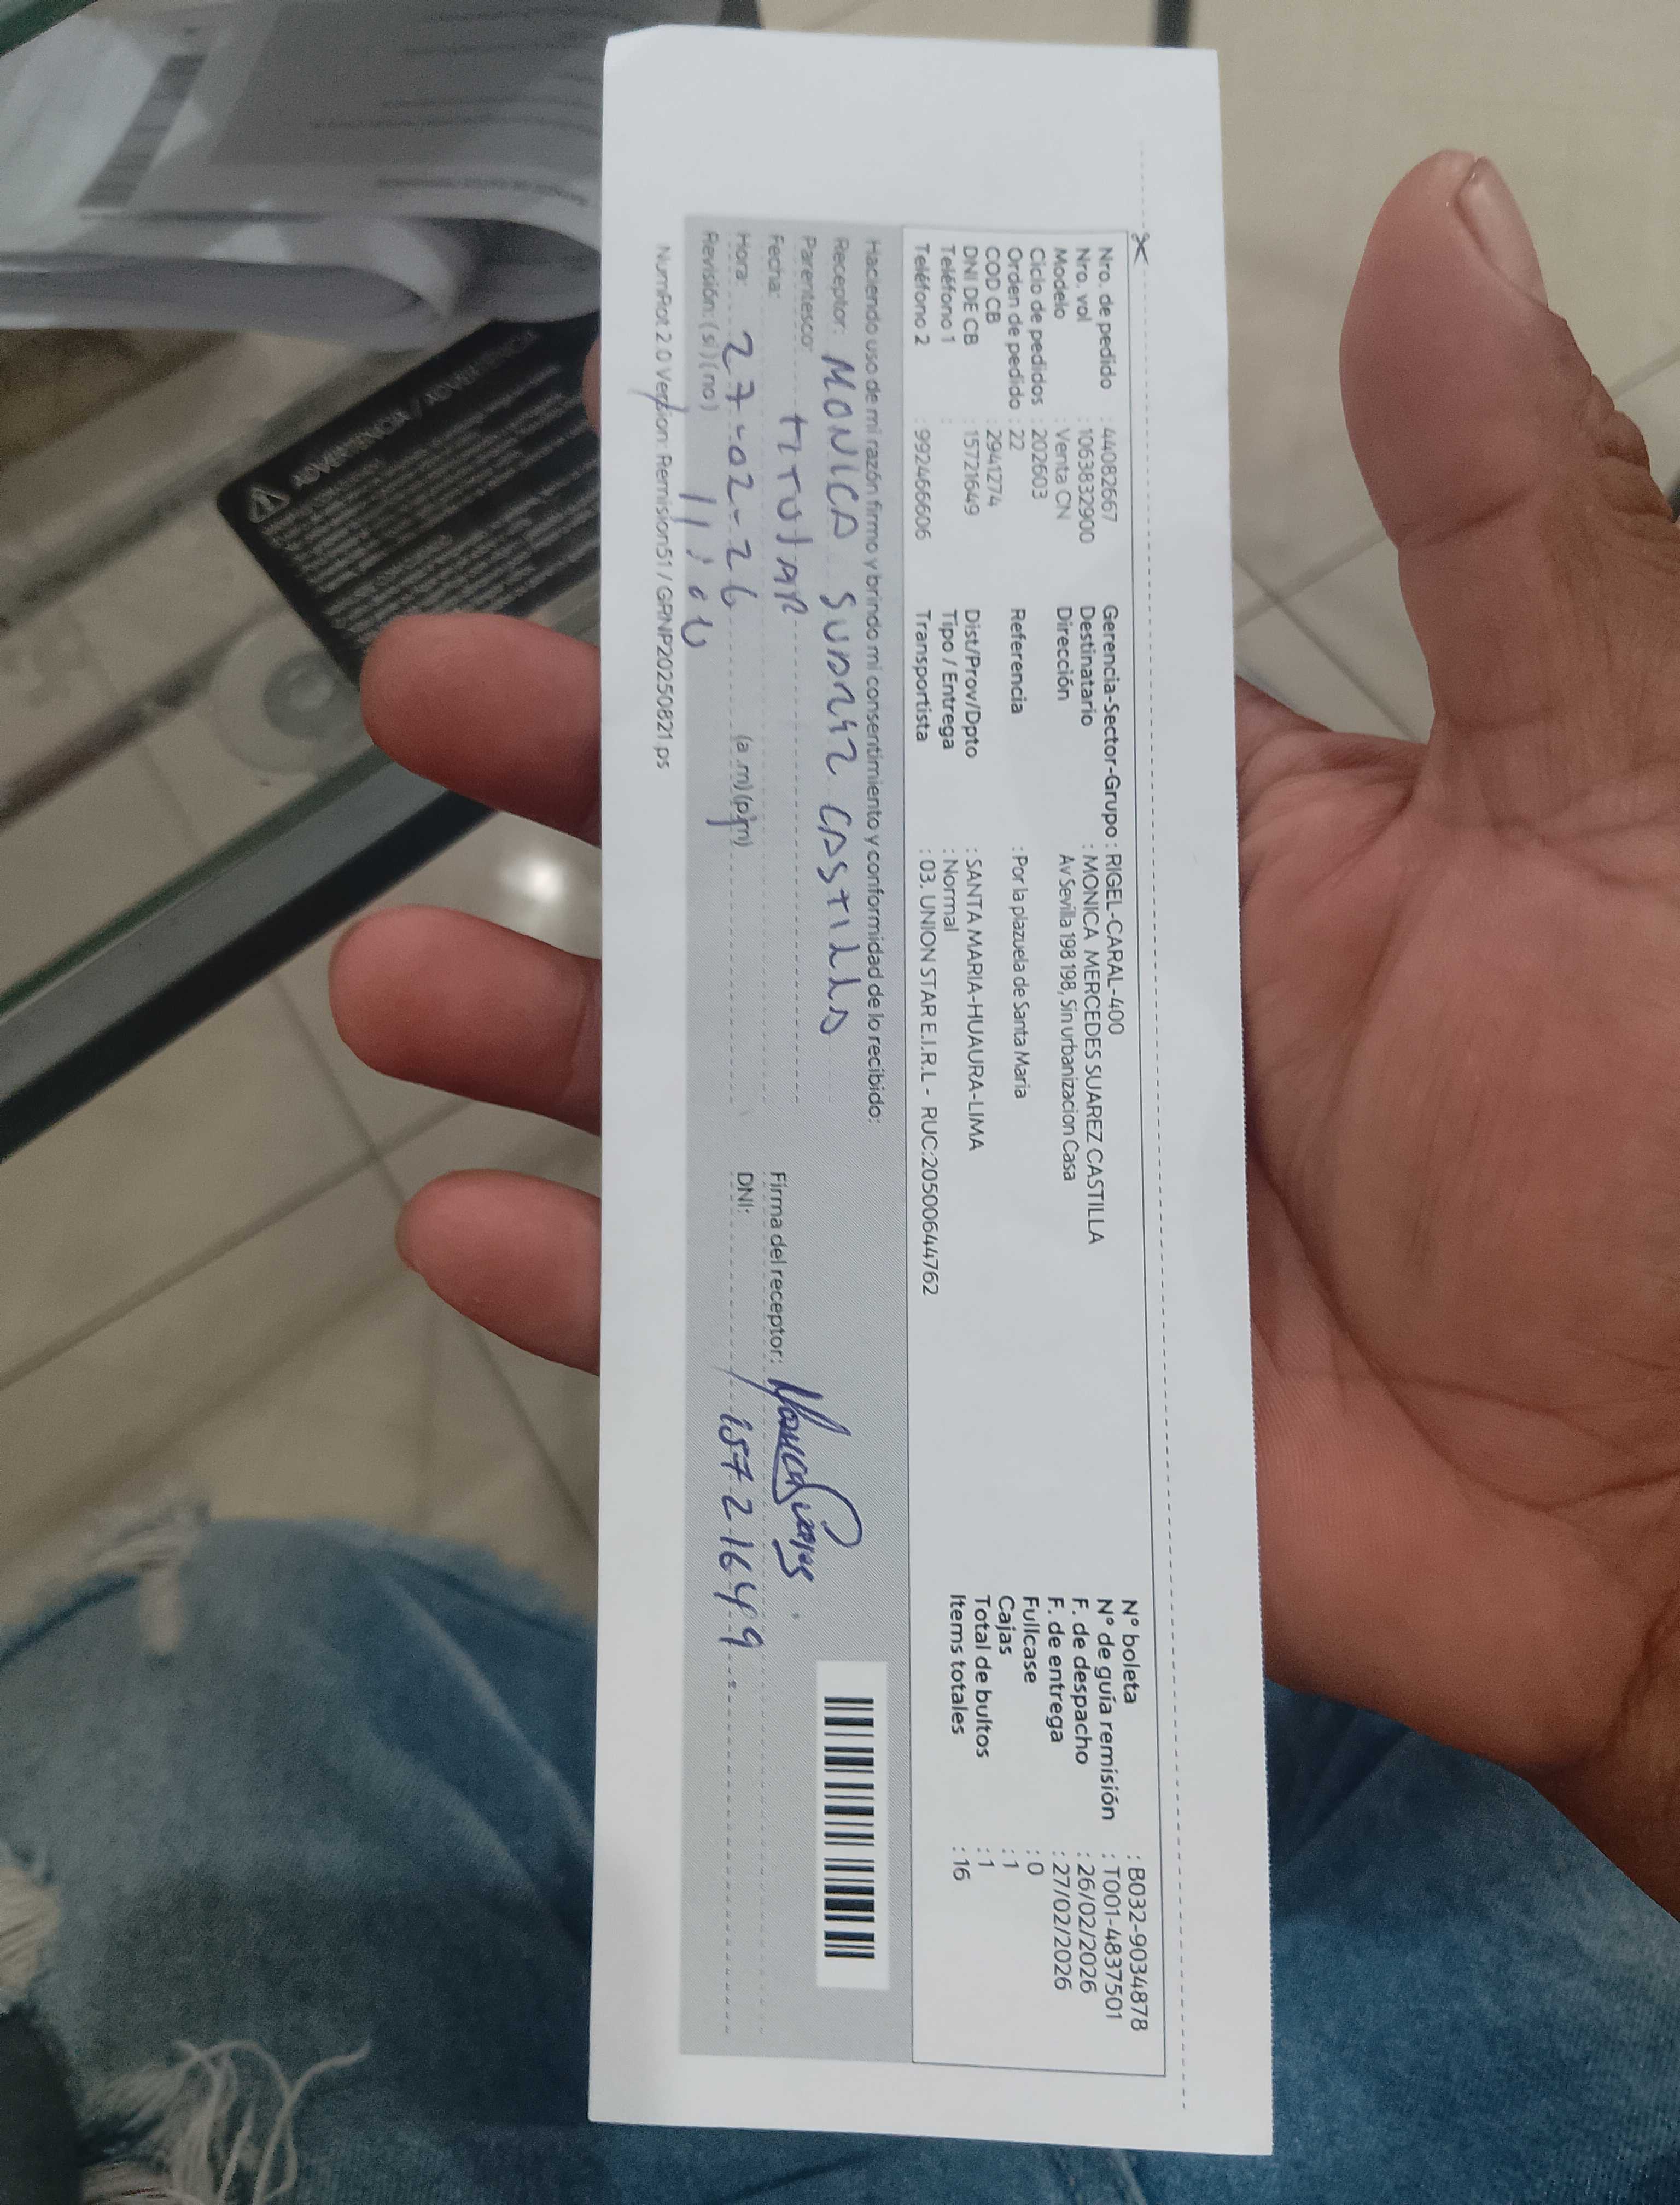 Nro. de pedido : 44082667
Nro. vol : 1063832900
Modelo : Venta CN
Ciclo de pedidos : 202603
Orden de pedido : 22
COD CB : 2941274
DNI DE CB : 15721649
Teléfono 1 :
Teléfono 2 : 992466606
Gerencia-Sector-Grupo : RIGEL-CARAL-400
Destinatario : MONICA MERCEDES SUAREZ CASTILLA
Dirección Av Sevilla 198 198, Sin urbanizacion Casa
Referencia : Por la plazuela de Santa Maria
Dist/Prov/Dpto : SANTA MARIA-HUAURA-LIMA
Tipo / Entrega : Normal
Transportista : 03. UNION STAR E.I.R.L - RUC:20500644762
N° boleta : B032-9034878
N° de guía remisión : T001-4837501
F. de despacho : 26/02/2026
F. de entrega : 27/02/2026
Fullcase : 0
Cajas : 1
Total de bultos : 1
Items totales : 16
Haciendo uso de mi razón firmo y brindo mi consentimiento y conformidad de lo recibido:
Receptor: MONICA SUAREZ CASTILLA
Parentesco: TITULAR
Fecha: 27-02-26
Hora: 11:00 (a.m)(p.m)
Revisión: (si)(no)
Firma del receptor:
DNI: 15721649
NumRot 2.0 Version: Remision51 / GRNP20250821.ps
ADVERTENCIA /